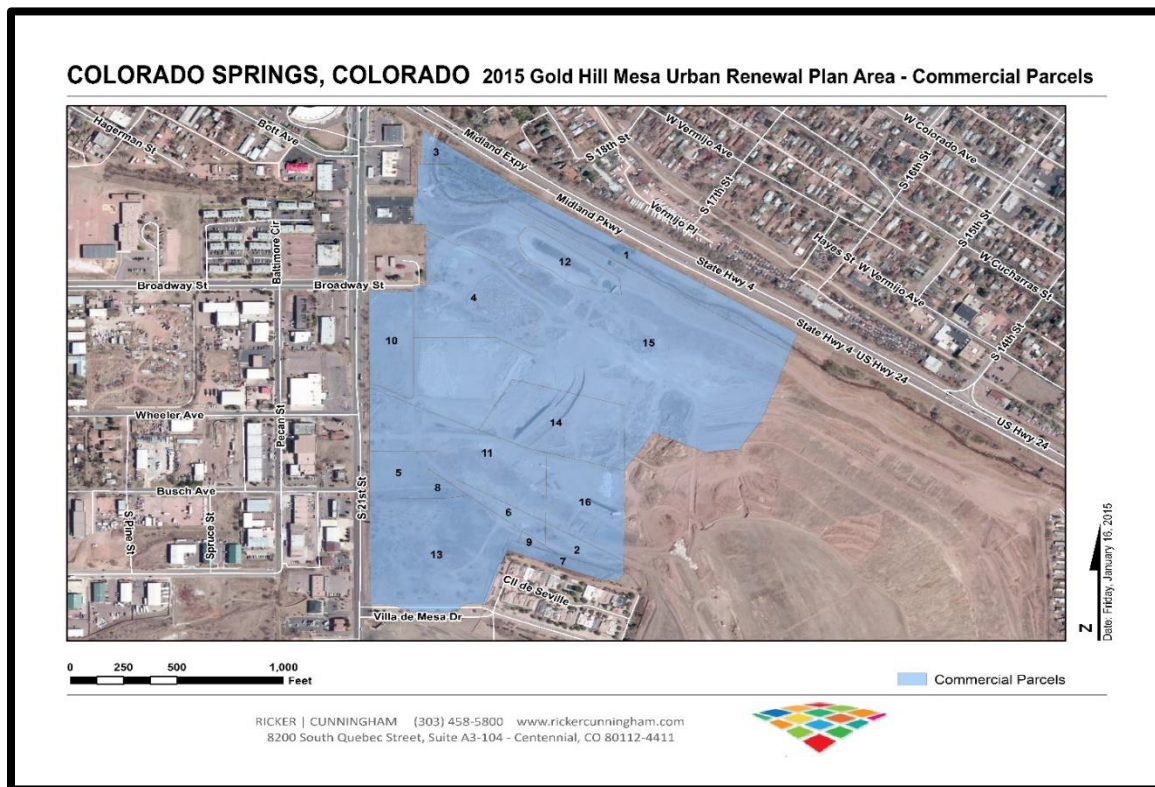 COLORADO SPRINGS, COLORADO 2015 Gold Hill Mesa Urban Renewal Plan Area - Commercial Parcels
Hagerman St
Bott Ave
Midland Expy
S 18th St
W Vermijo Ave
W Colorado Ave
S 16th St
3
Midland Pkwy
Vermijo Pl
S 17th St
S 15th St
Baltimore Cir
12
1
State Hwy 4
Hayes St
W Vermijo Ave
W Cucharras St
Broadway St
Broadway St
4
S 14th St
10
15
State Hwy 4-US Hwy 24
Wheeler Ave
Pecan St
14
US Hwy 24
11
5
8
Busch Ave
S 21st St
16
S Pine St
Spruce St
6
9
2
7
13
Cll de Seville
Villa de Mesa Dr
N
Date: Friday, January 16, 2015
0 250 500 1,000
Feet
Commercial Parcels
RICKER | CUNNINGHAM (303) 458-5800 www.rickercunningham.com
8200 South Quebec Street, Suite A3-104 - Centennial, CO 80112-4411